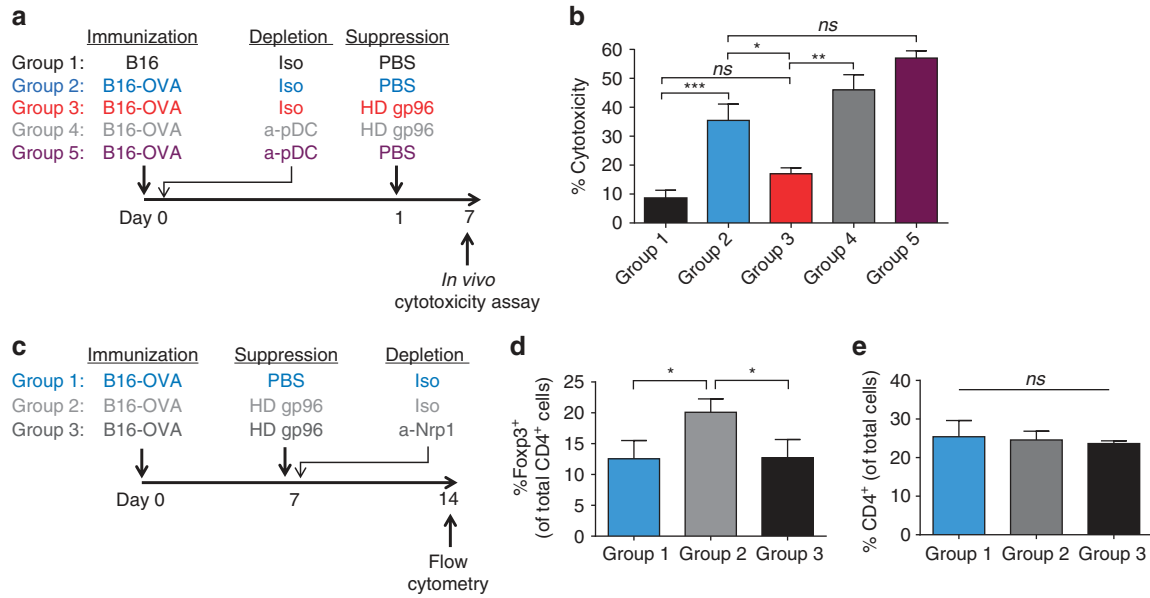 a
Immunization Depletion Suppression
Group 1: B16 Iso PBS
Group 2: B16-OVA Iso PBS
Group 3: B16-OVA Iso HD gp96
Group 4: B16-OVA a-pDC HD gp96
Group 5: B16-OVA a-pDC PBS
Day 0 1 7
In vivo
cytotoxicity assay
b
% Cytotoxicity
60
50
40
30
20
10
0
ns
*
ns **
***
Group 1 Group 2 Group 3 Group 4 Group 5
c
Immunization Suppression Depletion
Group 1: B16-OVA PBS Iso
Group 2: B16-OVA HD gp96 Iso
Group 3: B16-OVA HD gp96 a-Nrp1
Day 0 7 14
Flow
cytometry
d
%Foxp3⁺
(of total CD4⁺ cells)
25
20
15
10
5
0
* *
Group 1 Group 2 Group 3
e
% CD4⁺ (of total cells)
40
30
20
10
0
ns
Group 1 Group 2 Group 3